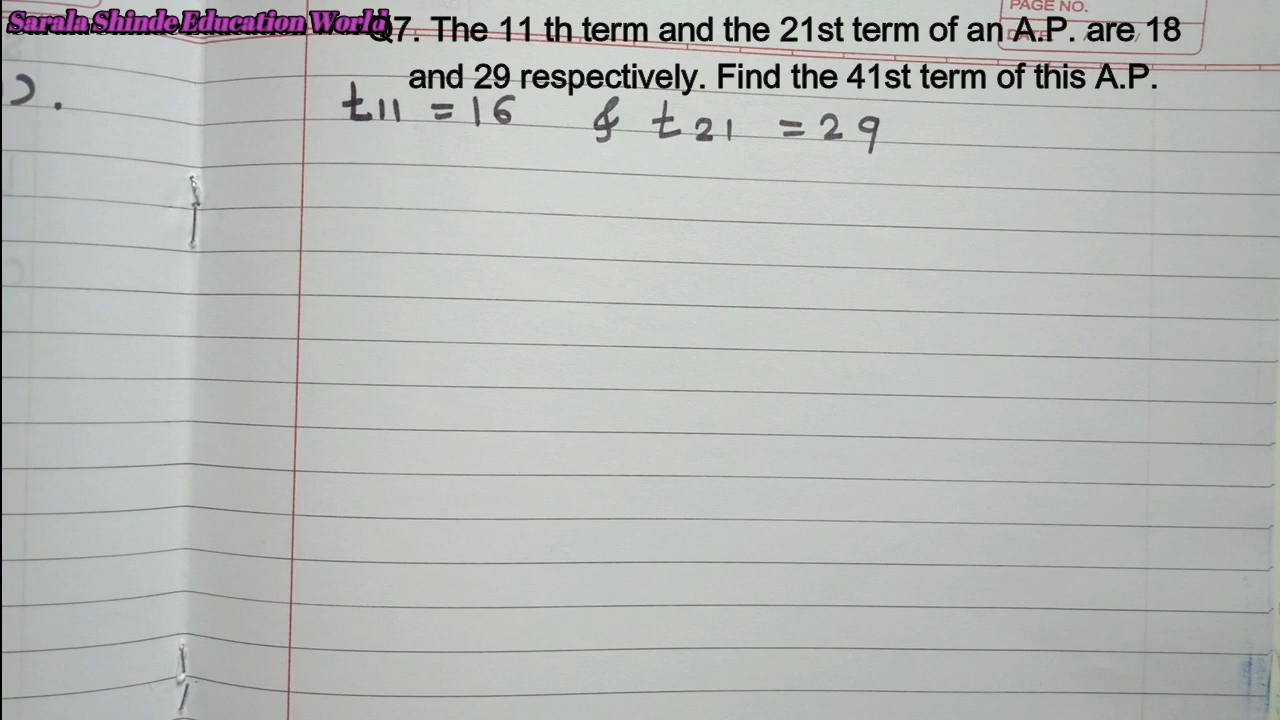 PAGE NO.
Sarala Shinde Education World
Q7. The 11 th term and the 21st term of an A.P. are 18
and 29 respectively. Find the 41st term of this A.P.
t11 = 16 & t21 = 29